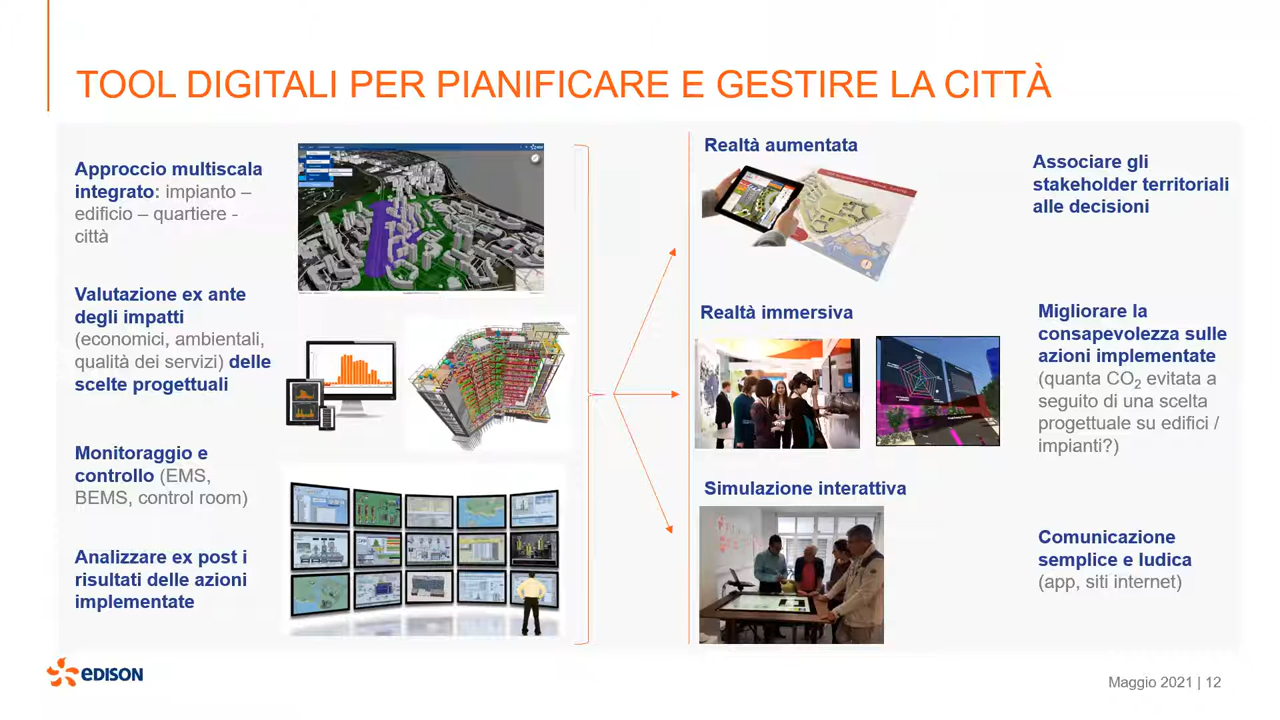 TOOL DIGITALI PER PIANIFICARE E GESTIRE LA CITTÀ
Approccio multiscala
integrato: impianto –
edificio – quartiere -
città
Valutazione ex ante
degli impatti
(economici, ambientali,
qualità dei servizi) delle
scelte progettuali
Monitoraggio e
controllo (EMS,
BEMS, control room)
Analizzare ex post i
risultati delle azioni
implementate
Realtà aumentata
Realtà immersiva
Simulazione interattiva
Associare gli
stakeholder territoriali
alle decisioni
Migliorare la
consapevolezza sulle
azioni implementate
(quanta CO2 evitata a
seguito di una scelta
progettuale su edifici /
impianti?)
Comunicazione
semplice e ludica
(app, siti internet)
EDISON
Maggio 2021 | 12